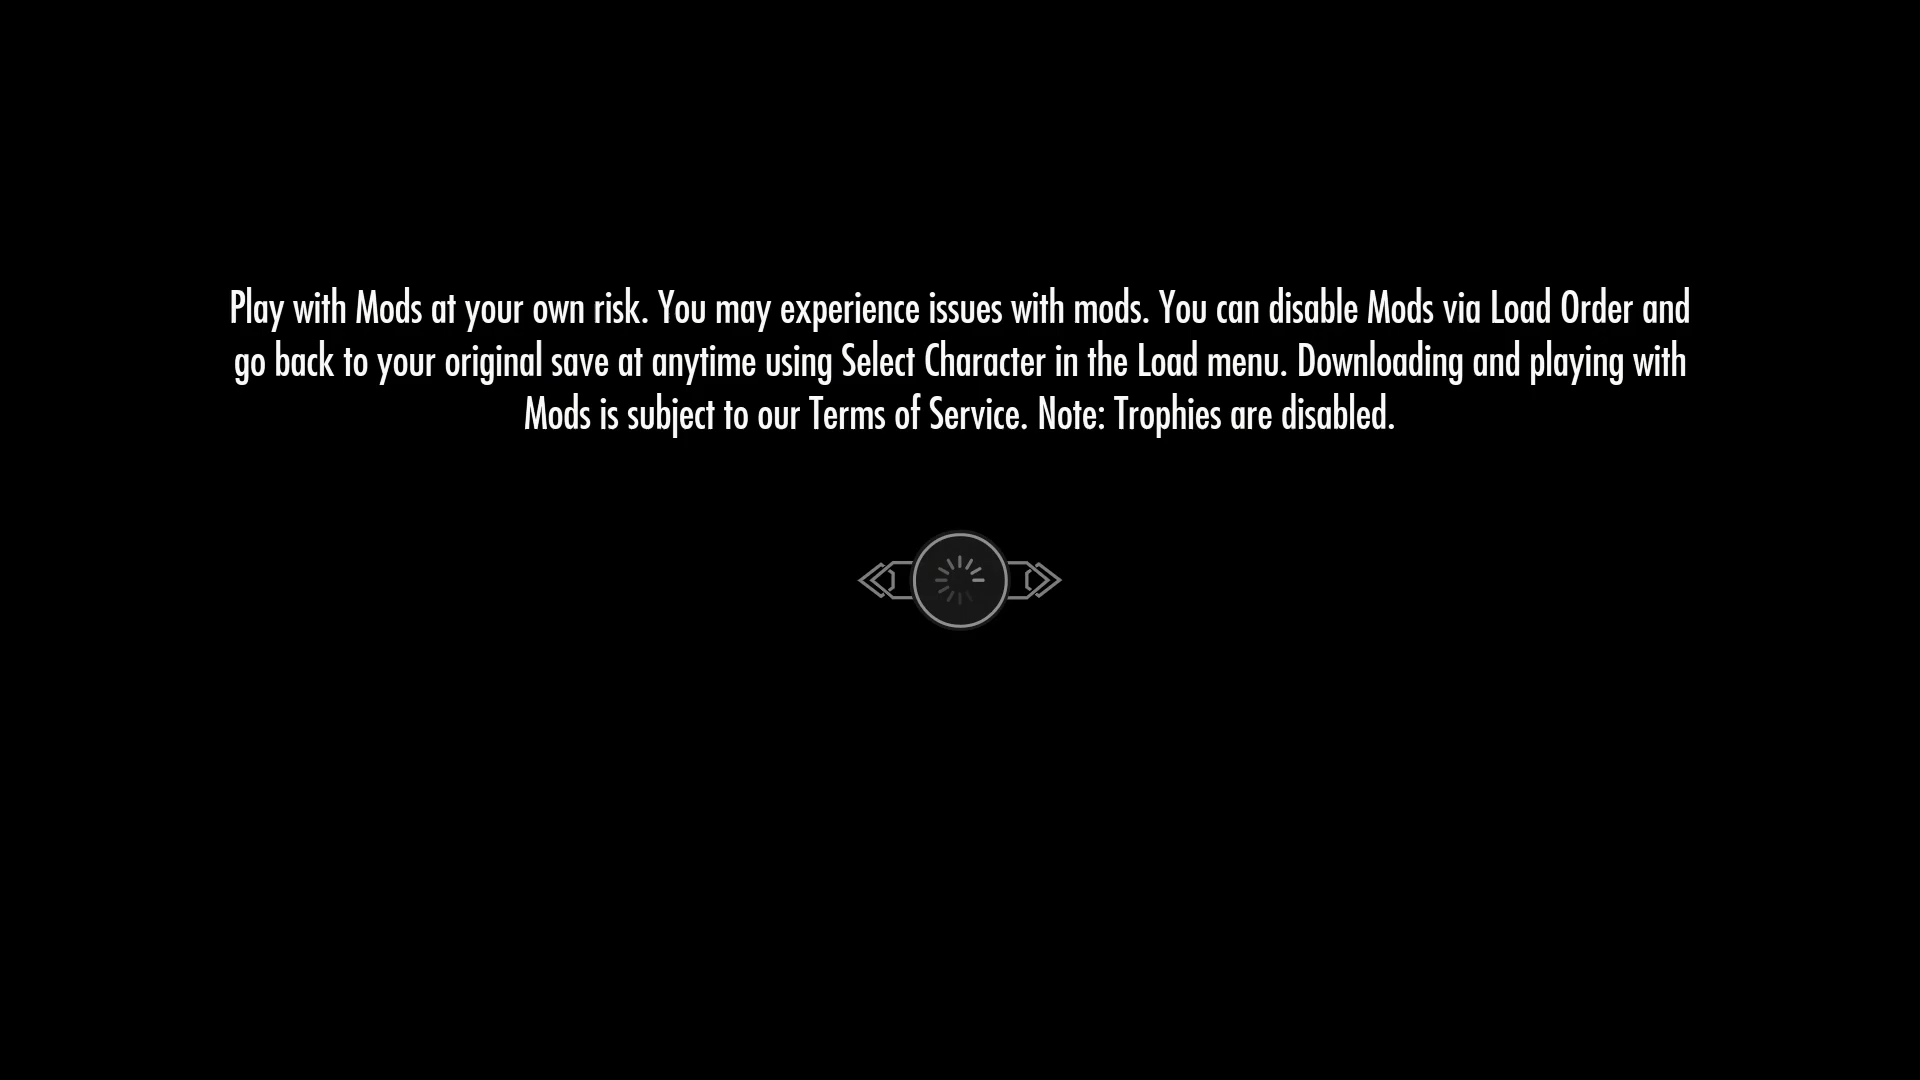 Play with Mods at your own risk. You may experience issues with mods. You can disable Mods via Load Order and
go back to your original save at anytime using Select Character in the Load menu. Downloading and playing with
Mods is subject to our Terms of Service. Note: Trophies are disabled.